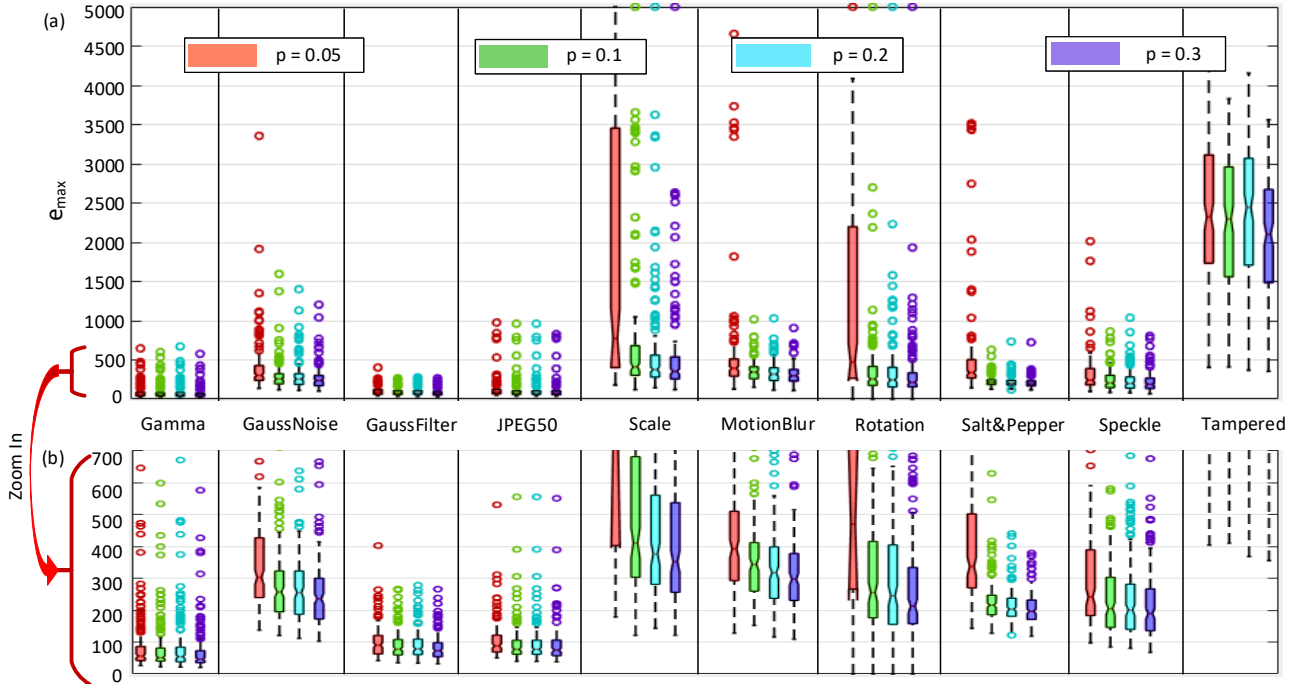 (a)
5000
4500
4000
3500
3000
2500
2000
1500
1000
500
0
e_max
p = 0.05
p = 0.1
p = 0.2
p = 0.3
Gamma
GaussNoise
GaussFilter
JPEG50
Scale
MotionBlur
Rotation
Salt&Pepper
Speckle
Tampered
Zoom In
(b)
700
600
500
400
300
200
100
0